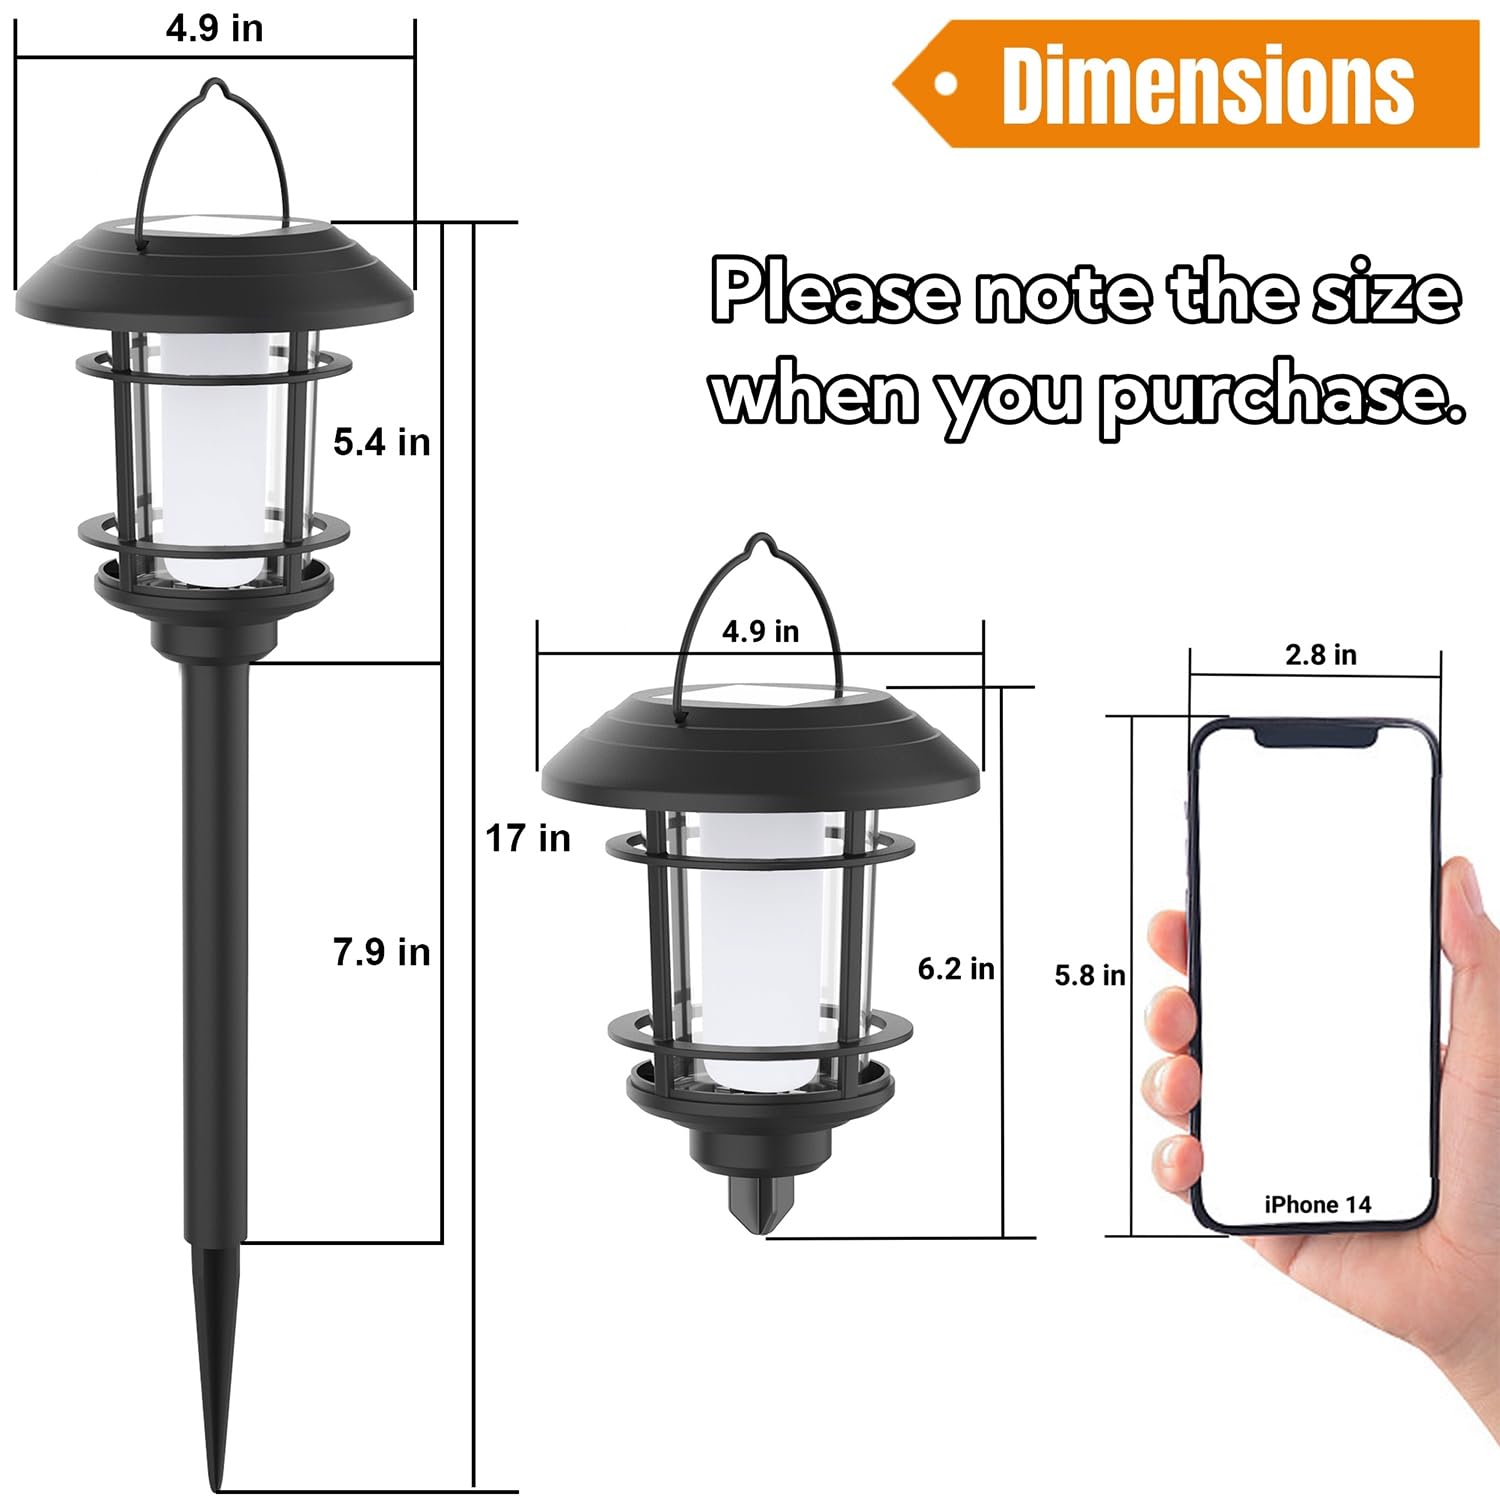 4.9 in
Dimensions
Please note the size
when you purchase.
5.4 in
4.9 in
2.8 in
17 in
7.9 in
6.2 in
5.8 in
iPhone 14